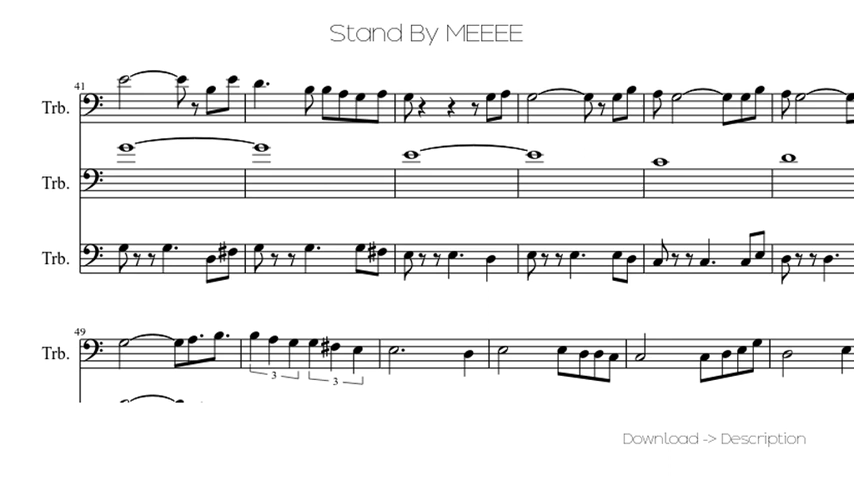 Stand By MEEEE
41
Trb.
Trb.
Trb.
49
Trb.
3
3
Download -> Description